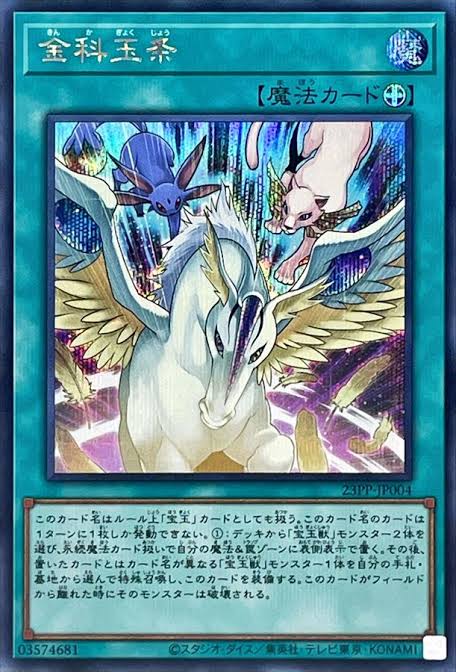 金科玉条
魔
【魔法カード】
23PP-JP004
このカード名はルール上「宝玉」カードとしても扱う。このカード名のカードは
1ターンに1枚しか発動できない。①:デッキから「宝玉獣」モンスター2体を
選び、永続魔法カード扱いで自分の魔法&罠ゾーンに表側表示で置く。その後、
置いたカードとはカード名が異なる「宝玉獣」モンスター1体を自分の手札・
墓地から選んで特殊召喚し、このカードを装備する。このカードがフィールド
から離れた時にそのモンスターは破壊される。
03574681
©スタジオ・ダイス/集英社・テレビ東京・KONAMI